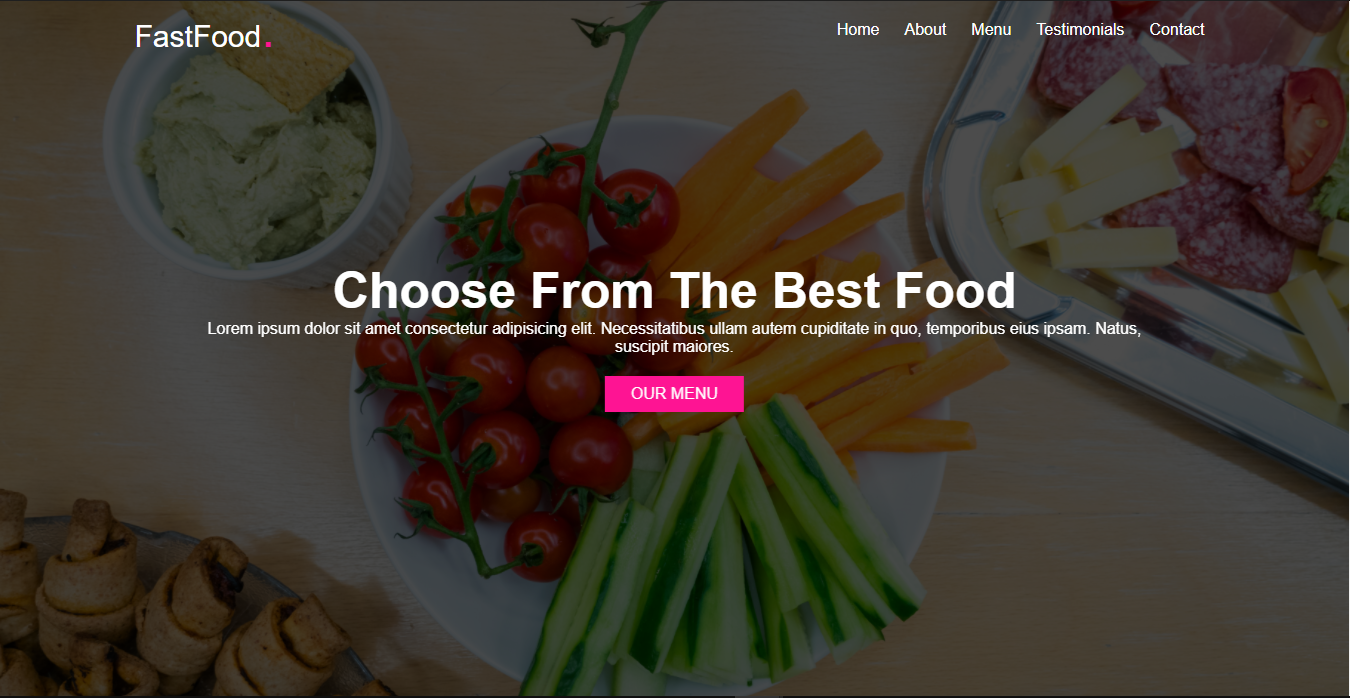 FastFood.
Home About Menu Testimonials Contact
Choose From The Best Food
Lorem ipsum dolor sit amet consectetur adipisicing elit. Necessitatibus ullam autem cupiditate in quo, temporibus eius ipsam. Natus,
suscipit maiores.
OUR MENU